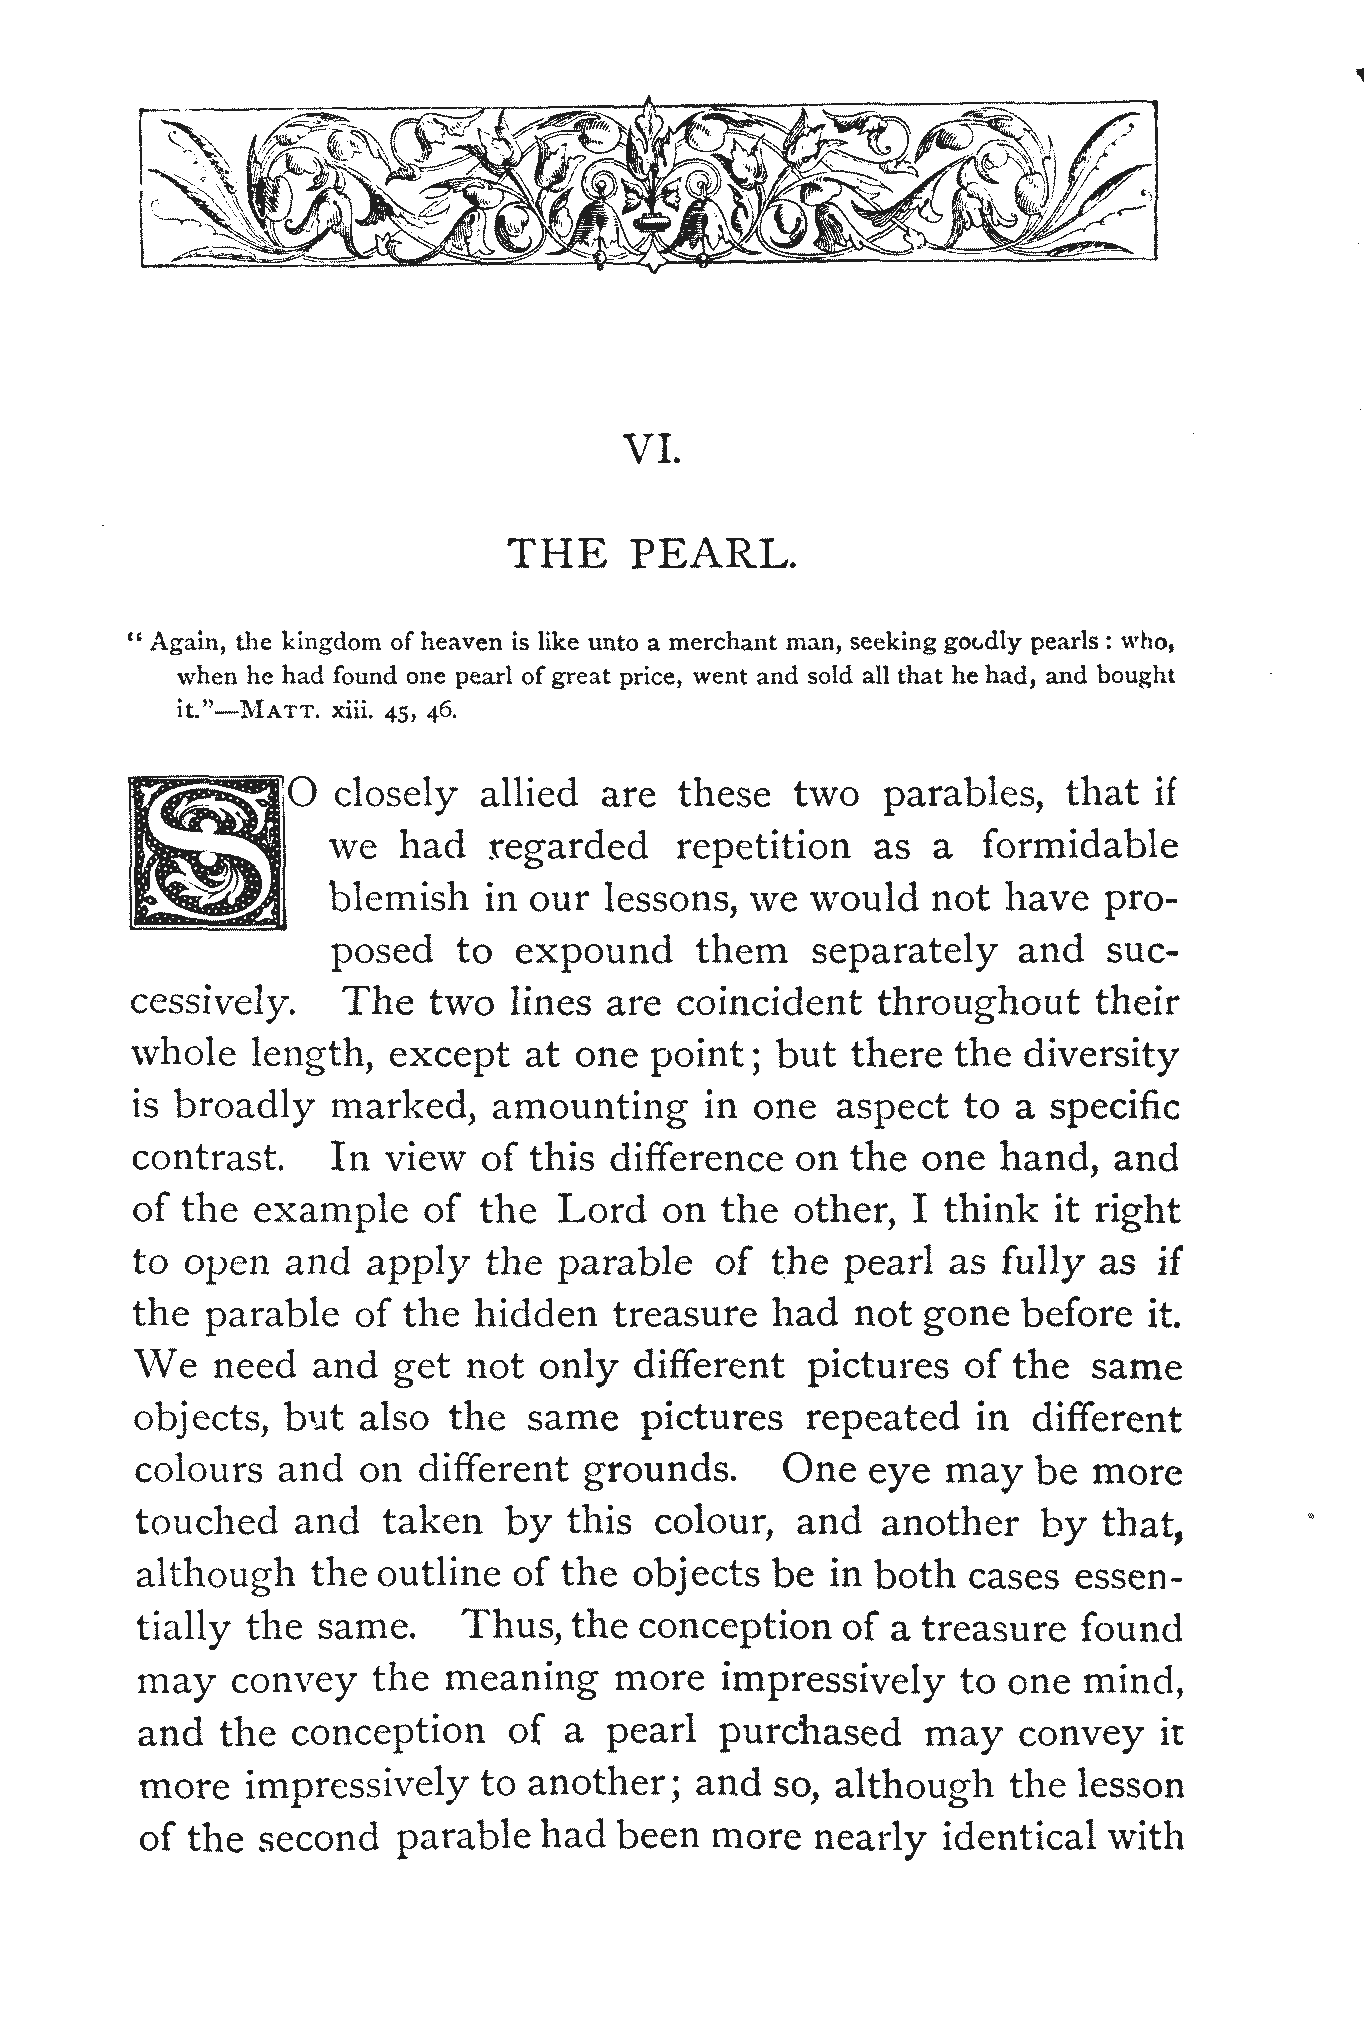 VI.
THE PEARL.
“ Again, the kingdom of heaven is like unto a merchant man, seeking goodly pearls : who,
when he had found one pearl of great price, went and sold all that he had, and bought
it.”—MATT. xiii. 45, 46.
SO closely allied are these two parables, that if
we had regarded repetition as a formidable
blemish in our lessons, we would not have pro-
posed to expound them separately and suc-
cessively. The two lines are coincident throughout their
whole length, except at one point; but there the diversity
is broadly marked, amounting in one aspect to a specific
contrast. In view of this difference on the one hand, and
of the example of the Lord on the other, I think it right
to open and apply the parable of the pearl as fully as if
the parable of the hidden treasure had not gone before it.
We need and get not only different pictures of the same
objects, but also the same pictures repeated in different
colours and on different grounds. One eye may be more
touched and taken by this colour, and another by that,
although the outline of the objects be in both cases essen-
tially the same. Thus, the conception of a treasure found
may convey the meaning more impressively to one mind,
and the conception of a pearl purchased may convey it
more impressively to another; and so, although the lesson
of the second parable had been more nearly identical with